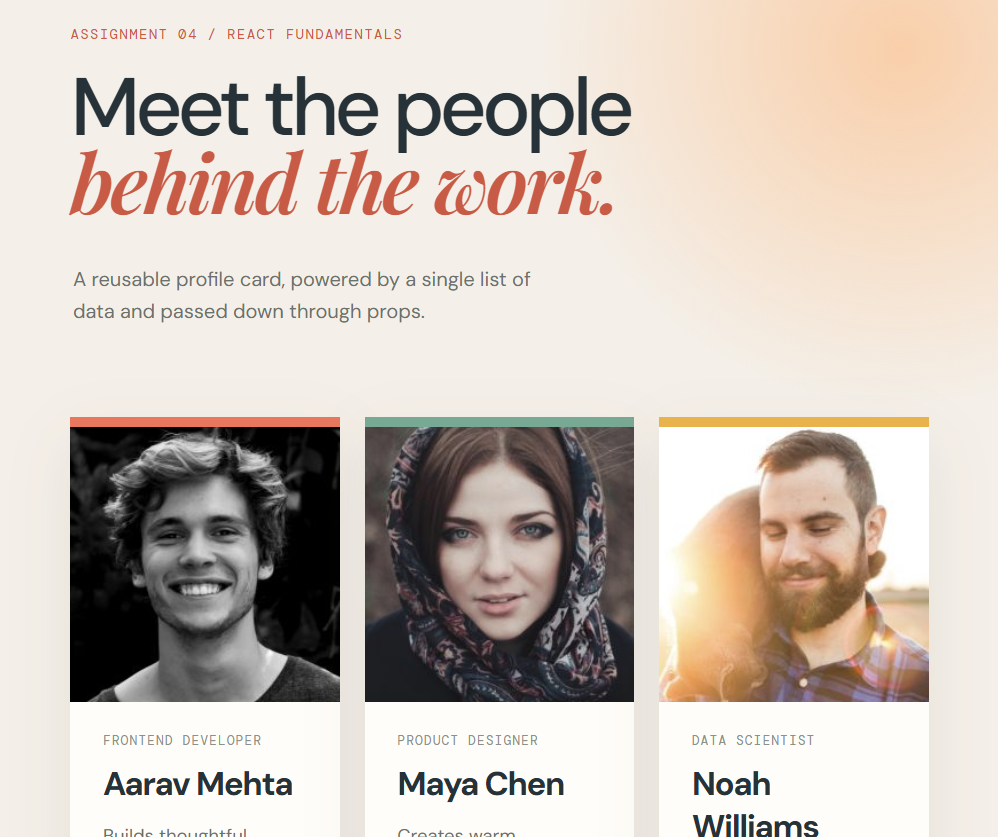 ASSIGNMENT 04 / REACT FUNDAMENTALS
Meet the people
behind the work.
A reusable profile card, powered by a single list of
data and passed down through props.
FRONTEND DEVELOPER
Aarav Mehta
Builds thoughtful
PRODUCT DESIGNER
Maya Chen
Creates warm
DATA SCIENTIST
Noah
Williams